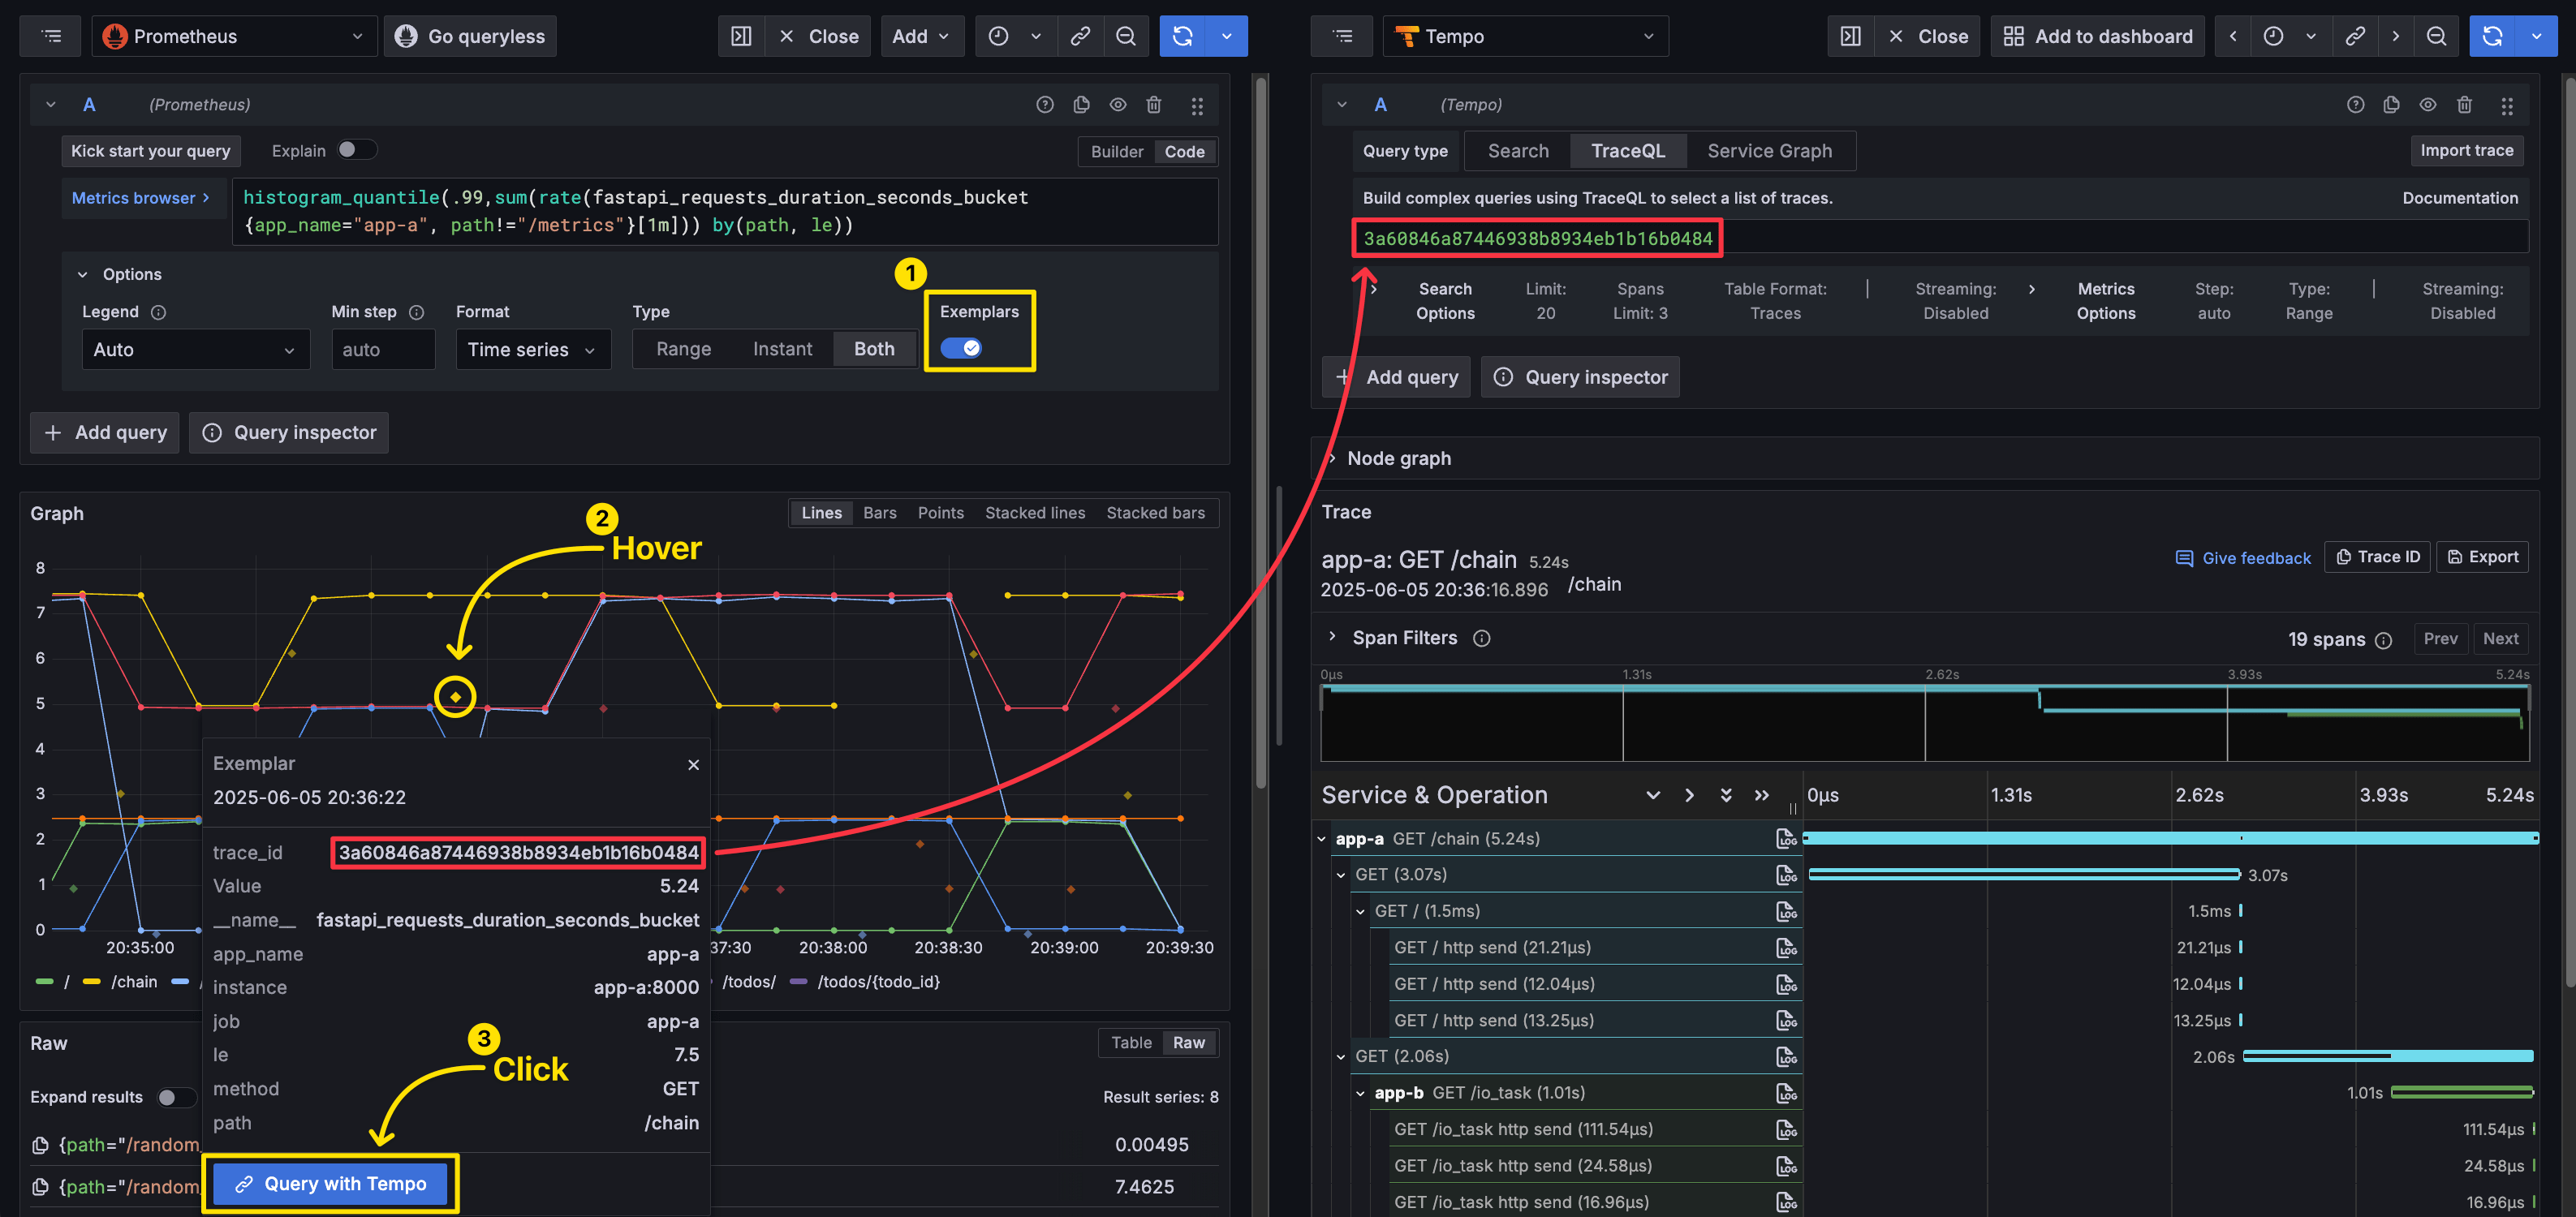 Prometheus
Go queryless
Close
Add
A (Prometheus)
Kick start your query
Explain
Builder
Code
Metrics browser >
histogram_quantile(.99,sum(rate(fastapi_requests_duration_seconds_bucket
{app_name="app-a", path!="/metrics"}[1m])) by(path, le))
Options
1
Legend
Min step
Format
Type
Exemplars
Auto
auto
Time series
Range
Instant
Both
Add query
Query inspector
Graph
Lines
Bars
Points
Stacked lines
Stacked bars
2
Hover
8
7
6
5
4
3
2
1
0
20:35:00
37:30
20:38:00
20:38:30
20:39:00
20:39:30
/
/chain
/todos/
/todos/{todo_id}
Exemplar
2025-06-05 20:36:22
trace_id 3a60846a87446938b8934eb1b16b0484
Value 5.24
__name__ fastapi_requests_duration_seconds_bucket
app_name app-a
instance app-a:8000
job app-a
le 7.5
method GET
path /chain
3
Click
Query with Tempo
Raw
Table
Raw
Expand results
Result series: 8
{path="/random_
0.00495
{path="/random_
7.4625
Tempo
Close
Add to dashboard
A (Tempo)
Query type
Search
TraceQL
Service Graph
Import trace
Build complex queries using TraceQL to select a list of traces.
Documentation
3a60846a87446938b8934eb1b16b0484
Search Options
Limit: 20
Spans Limit: 3
Table Format: Traces
|
Streaming: Disabled
Metrics Options
Step: auto
Type: Range
|
Streaming: Disabled
Add query
Query inspector
Node graph
Trace
app-a: GET /chain 5.24s
Give feedback
Trace ID
Export
2025-06-05 20:36:16.896 /chain
Span Filters
19 spans
Prev
Next
0μs
1.31s
2.62s
3.93s
5.24s
Service & Operation
0μs
1.31s
2.62s
3.93s
5.24s
app-a GET /chain (5.24s)
GET (3.07s)
3.07s
GET / (1.5ms)
1.5ms
GET / http send (21.21μs)
21.21μs
GET / http send (12.04μs)
12.04μs
GET / http send (13.25μs)
13.25μs
GET (2.06s)
2.06s
app-b GET /io_task (1.01s)
1.01s
GET /io_task http send (111.54μs)
111.54μs
GET /io_task http send (24.58μs)
24.58μs
GET /io_task http send (16.96μs)
16.96μs